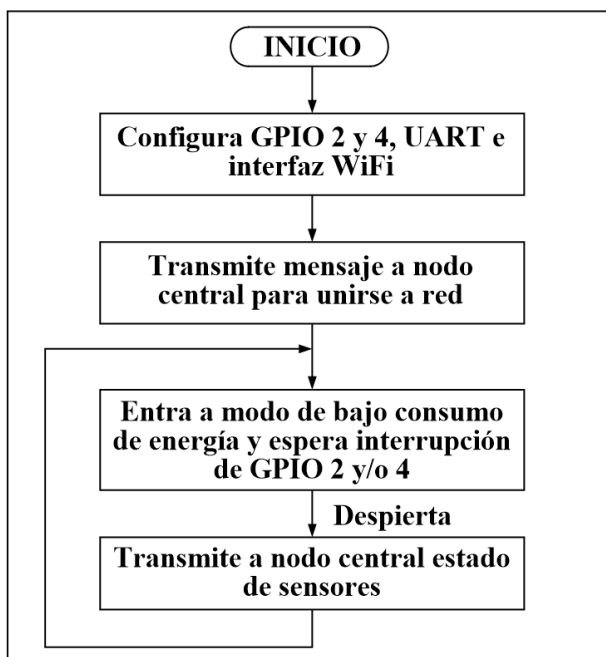 INICIO
Configura GPIO 2 y 4, UART e
interfaz WiFi
Transmite mensaje a nodo
central para unirse a red
Entra a modo de bajo consumo
de energía y espera interrupción
de GPIO 2 y/o 4
Despierta
Transmite a nodo central estado
de sensores